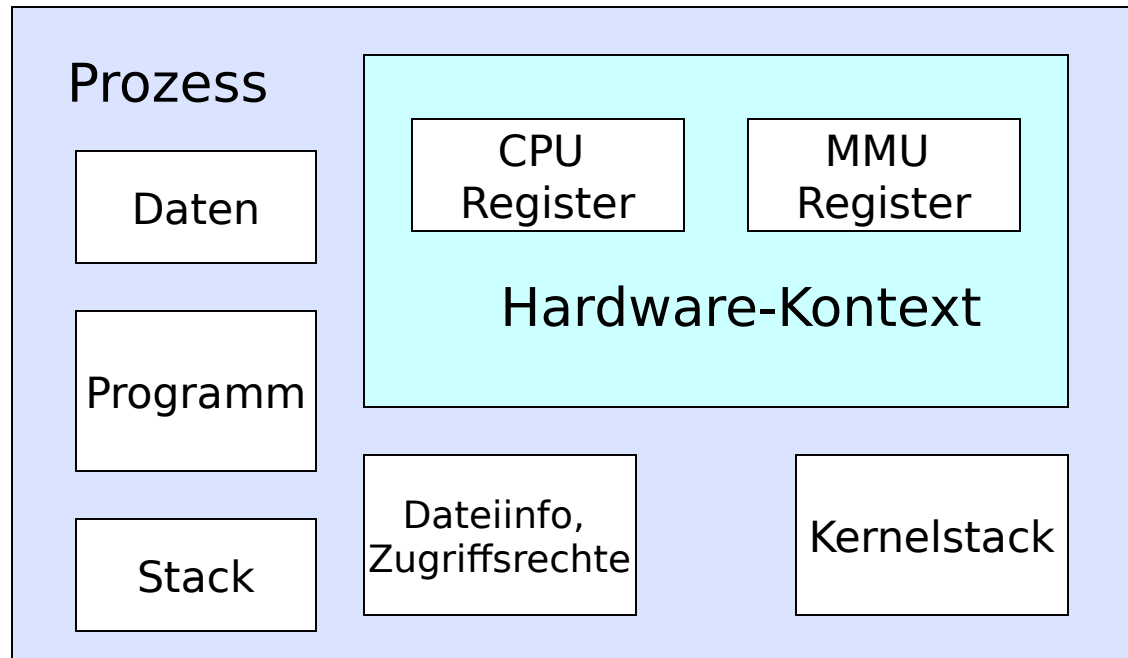 Prozess
Daten
Programm
Stack
CPU
Register
MMU
Register
Hardware-Kontext
Dateiinfo,
Zugriffsrechte
Kernelstack